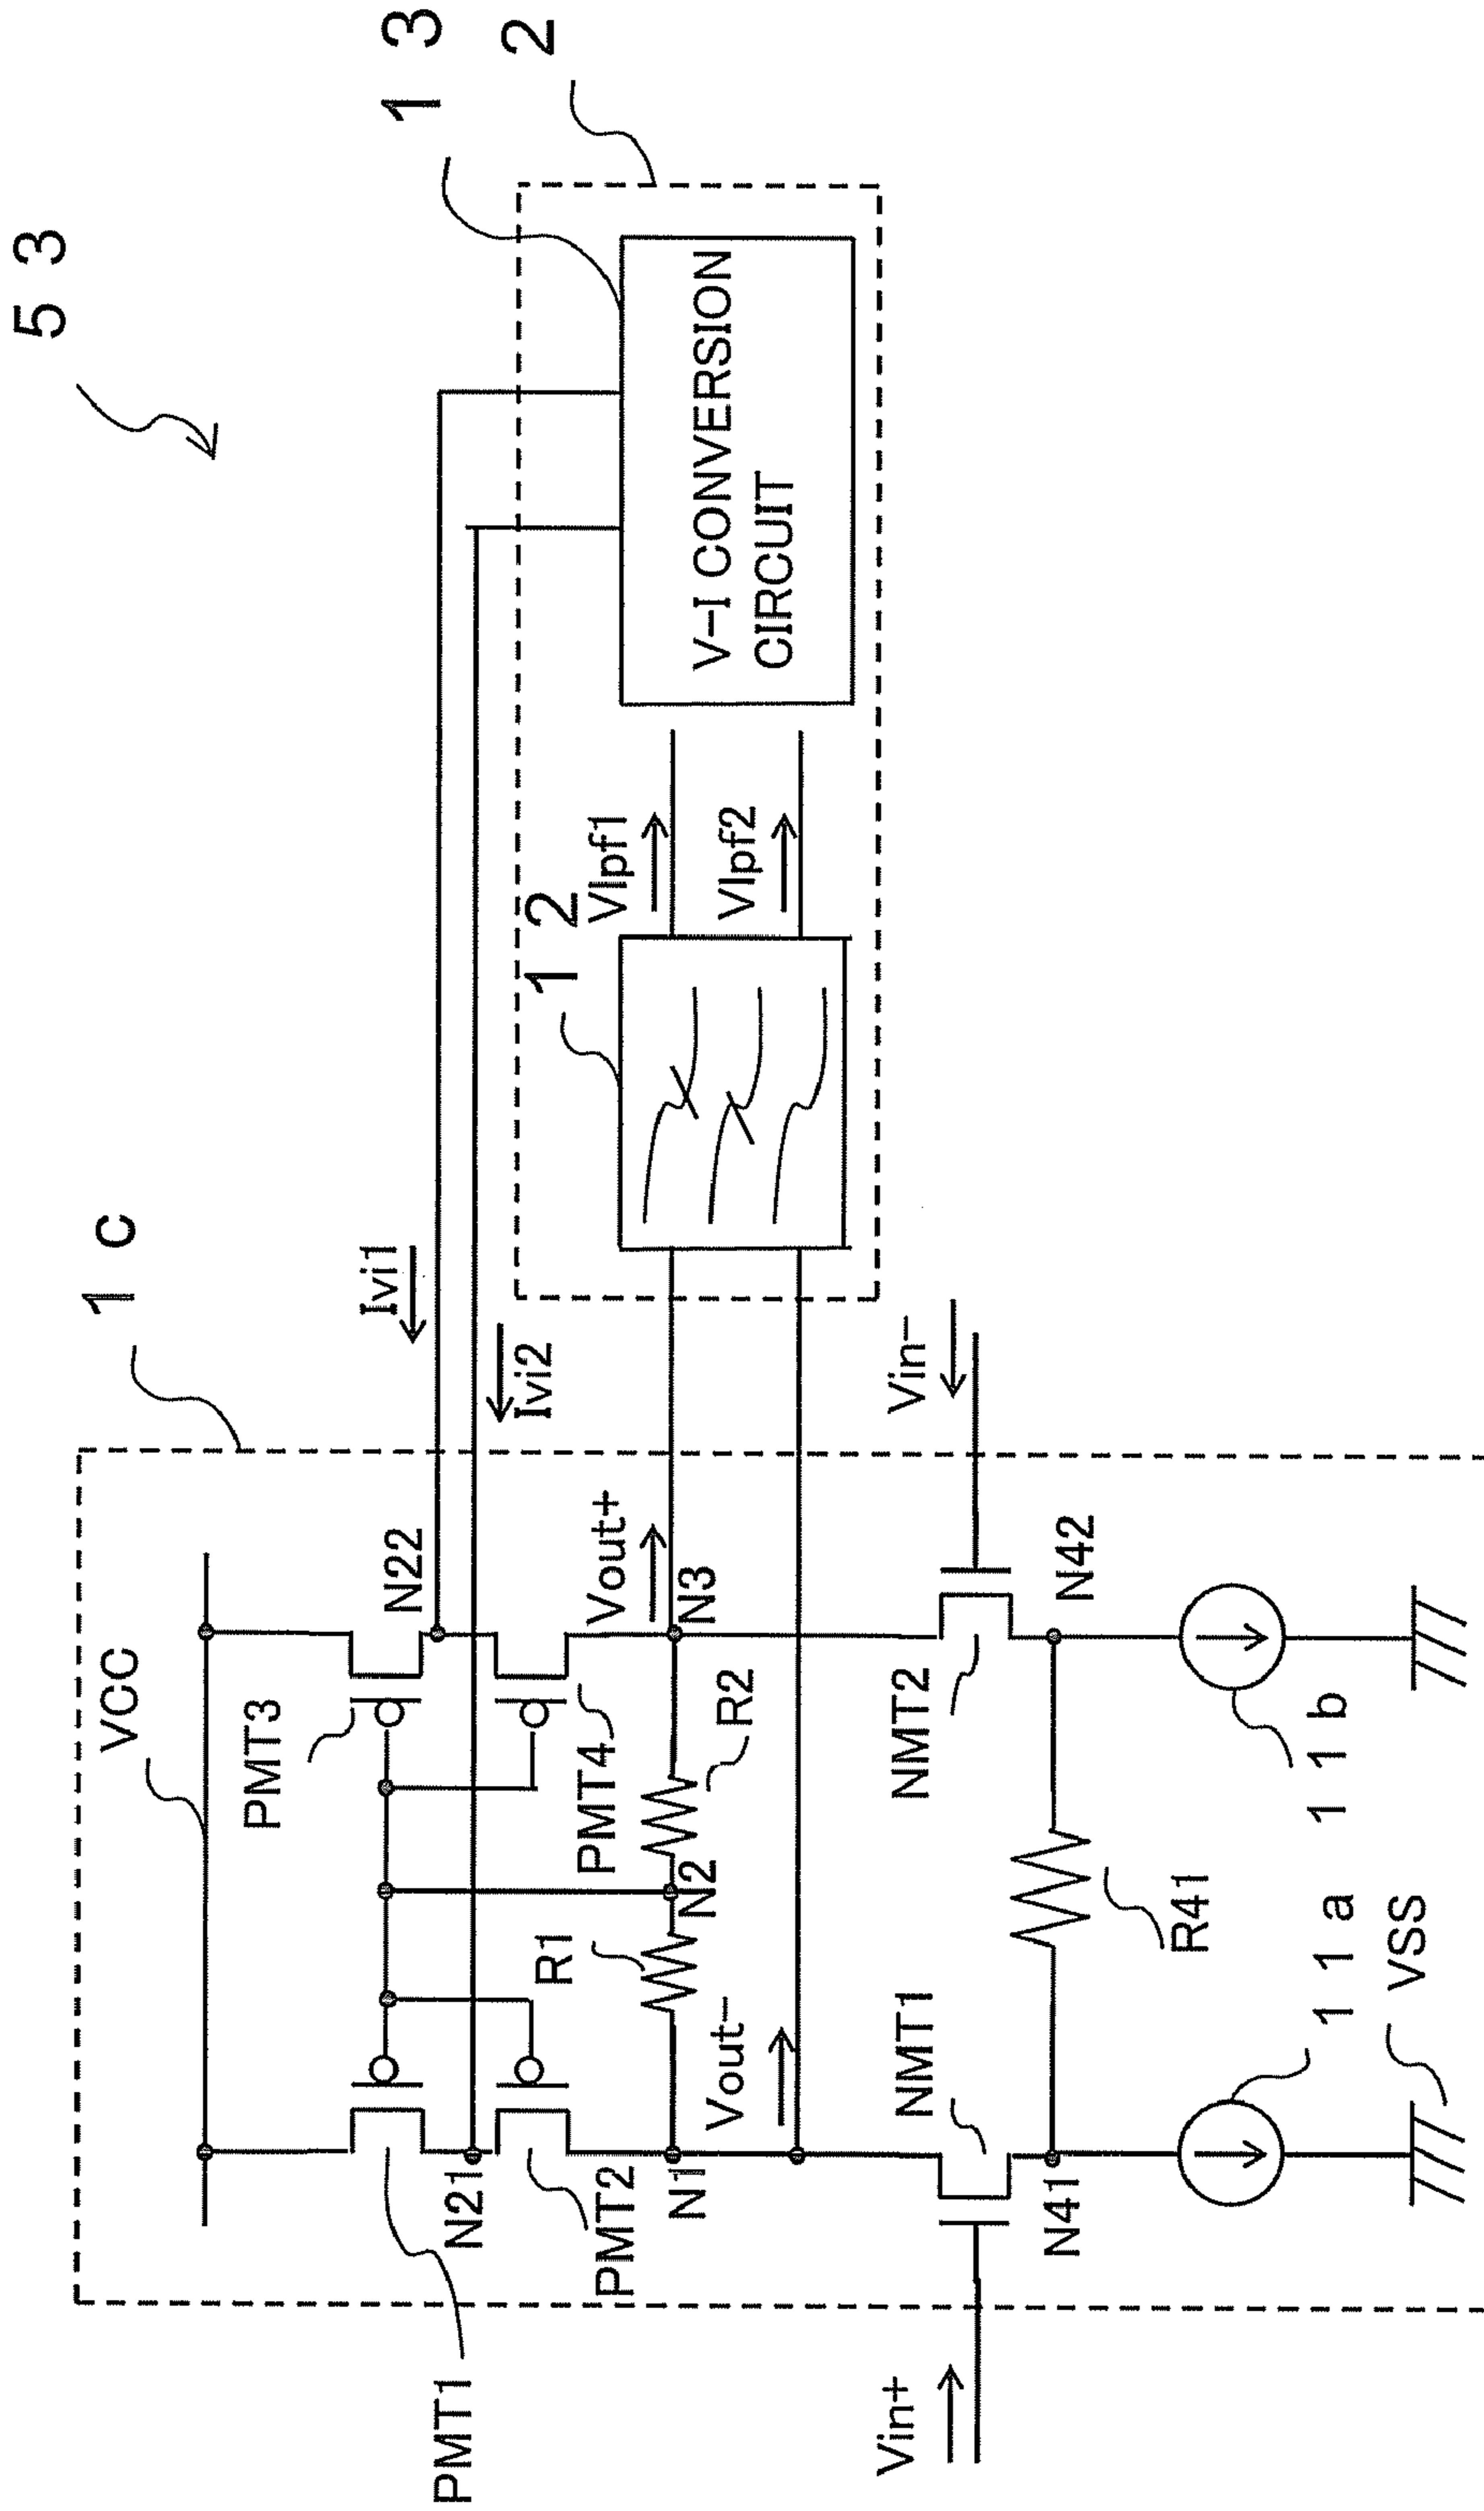 5 3
1 c
1 3
2
VCC
PMT3
N22
Ivi1
Ivi2
V-I CONVERSION
CIRCUIT
1 2
Vlpf1
Vlpf2
PMT1
N21
PMT2
PMT4
R1
N2
R2
N1
N3
Vout+
Vout-
Vin+
NMT1
NMT2
Vin-
N41
R41
N42
1 1 a
1 1 b
VSS